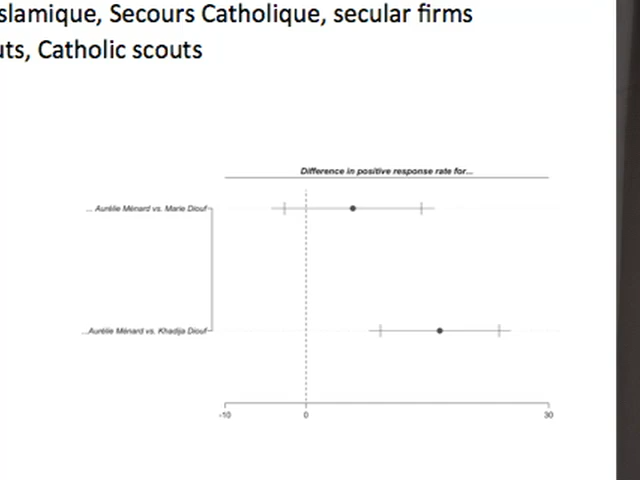 slamique, Secours Catholique, secular firms
uts, Catholic scouts
Difference in positive response rate for...
... Aurélie Ménard vs. Marie Diouf
...Aurélie Ménard vs. Khadija Diouf
-10 0 30